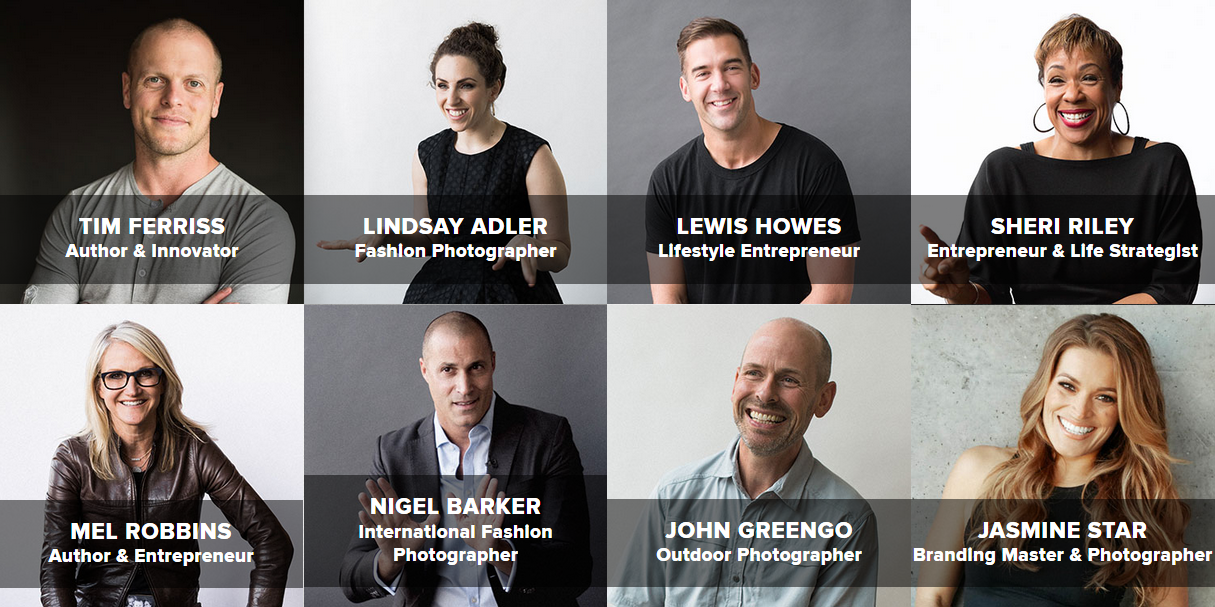 TIM FERRISS
Author & Innovator
LINDSAY ADLER
Fashion Photographer
LEWIS HOWES
Lifestyle Entrepreneur
SHERI RILEY
Entrepreneur & Life Strategist
MEL ROBBINS
Author & Entrepreneur
NIGEL BARKER
International Fashion
Photographer
JOHN GREENGO
Outdoor Photographer
JASMINE STAR
Branding Master & Photographer